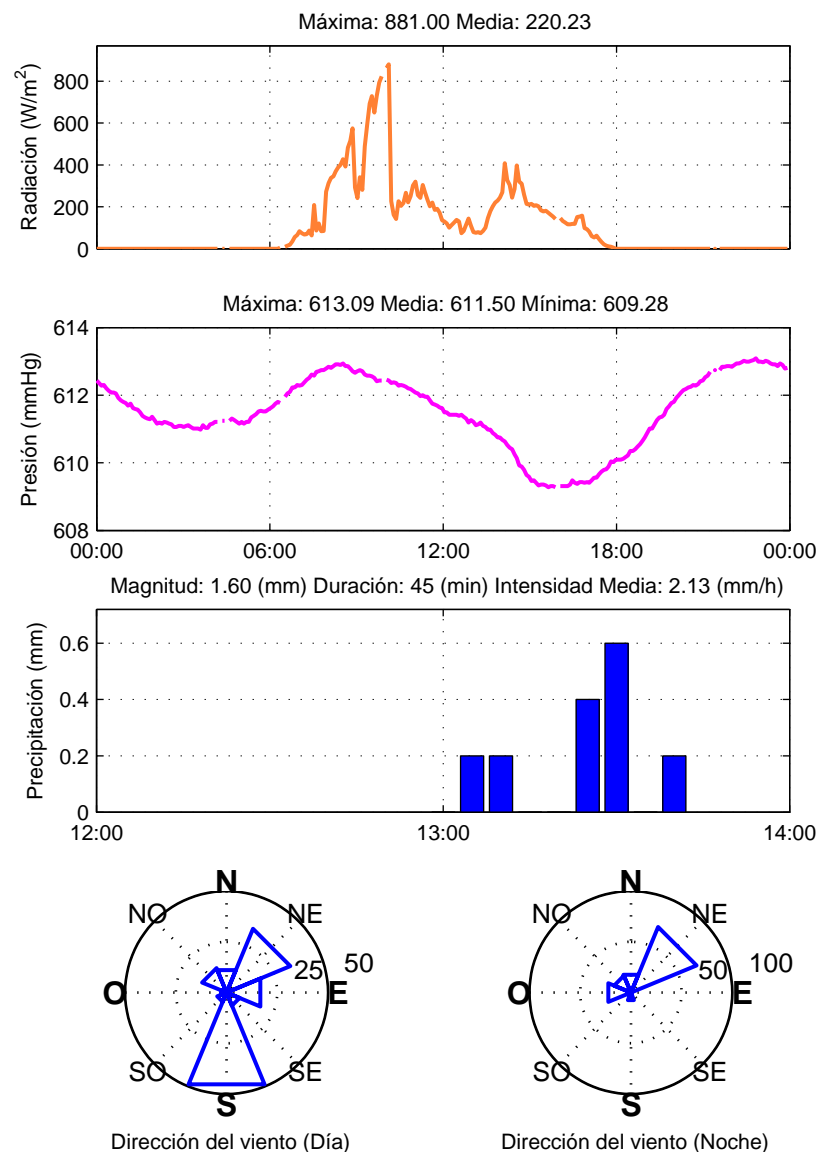 Máxima: 881.00 Media: 220.23
Radiación (W/m²)
800
600
400
200
0
Máxima: 613.09 Media: 611.50 Mínima: 609.28
Presión (mmHg)
614
612
610
608
00:00 06:00 12:00 18:00 00:00
Magnitud: 1.60 (mm) Duración: 45 (min) Intensidad Media: 2.13 (mm/h)
Precipitación (mm)
0.6
0.4
0.2
0
12:00 13:00 14:00
N
NO NE
25 50
O E
SO SE
S
Dirección del viento (Día)
N
NO NE
50 100
O E
SO SE
S
Dirección del viento (Noche)